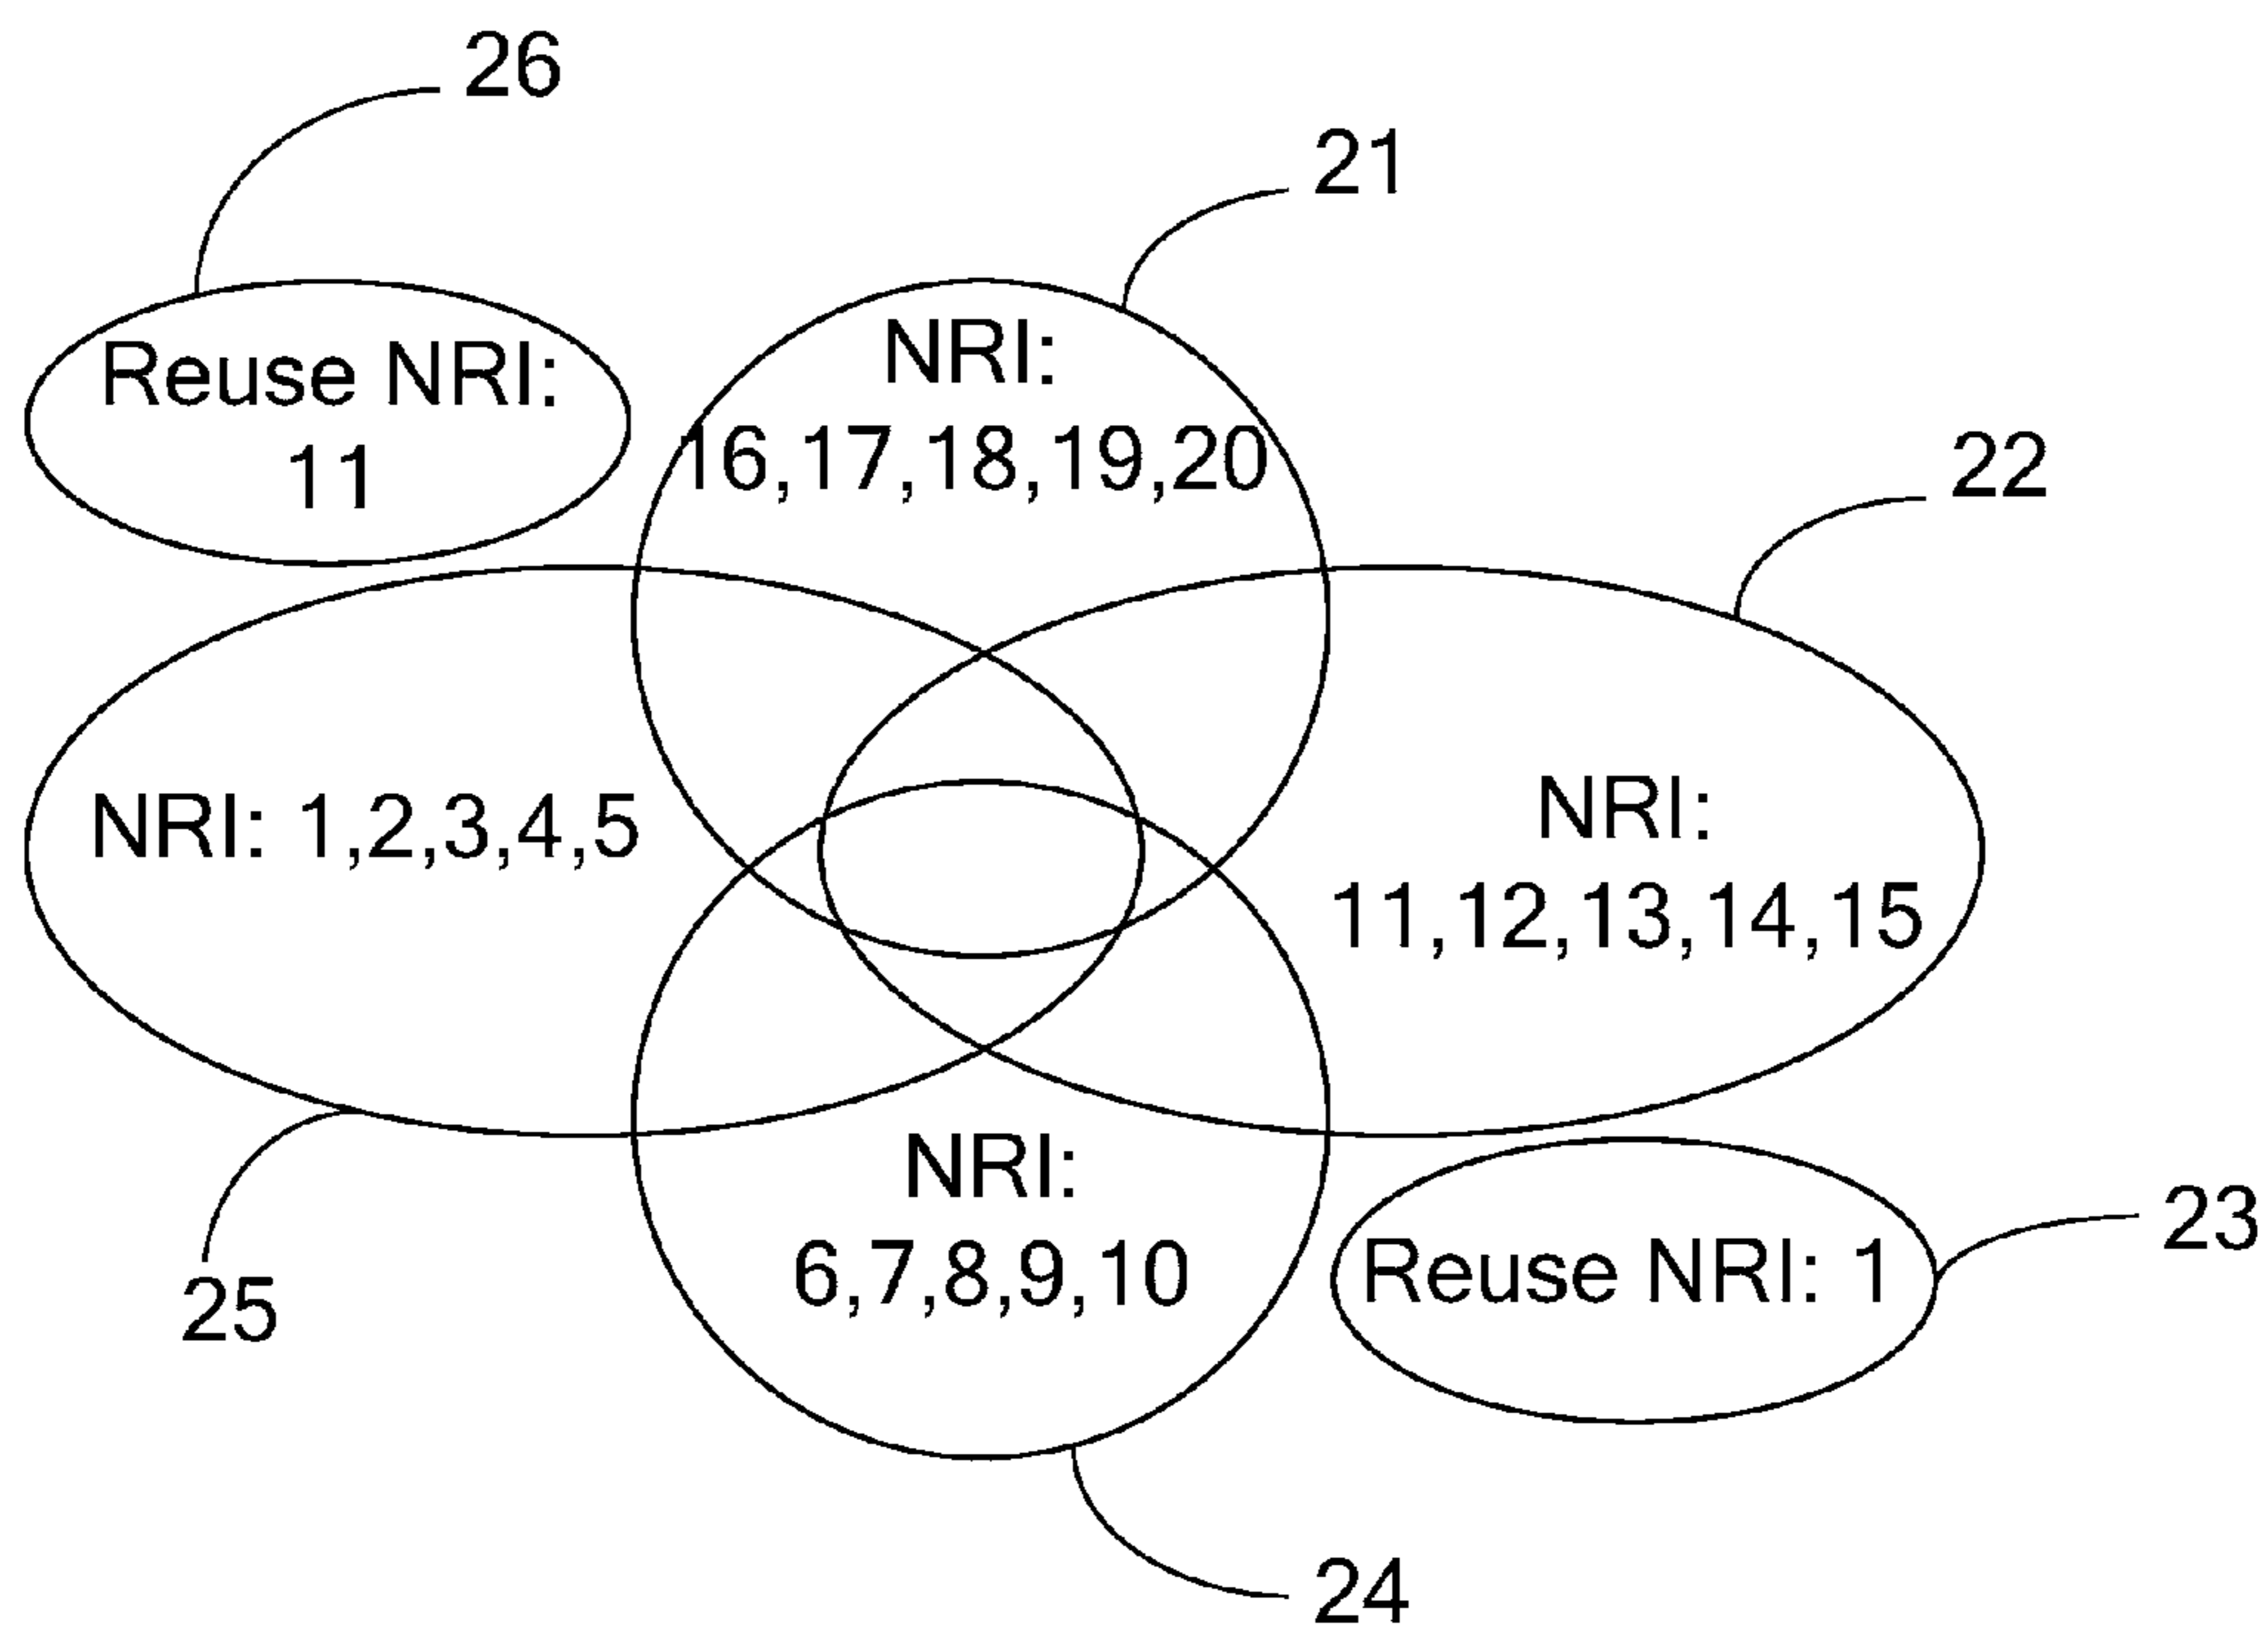 26
21
Reuse NRI:
11
NRI:
16,17,18,19,20
22
NRI: 1,2,3,4,5
NRI:
11,12,13,14,15
NRI:
6,7,8,9,10
Reuse NRI: 1
23
25
24